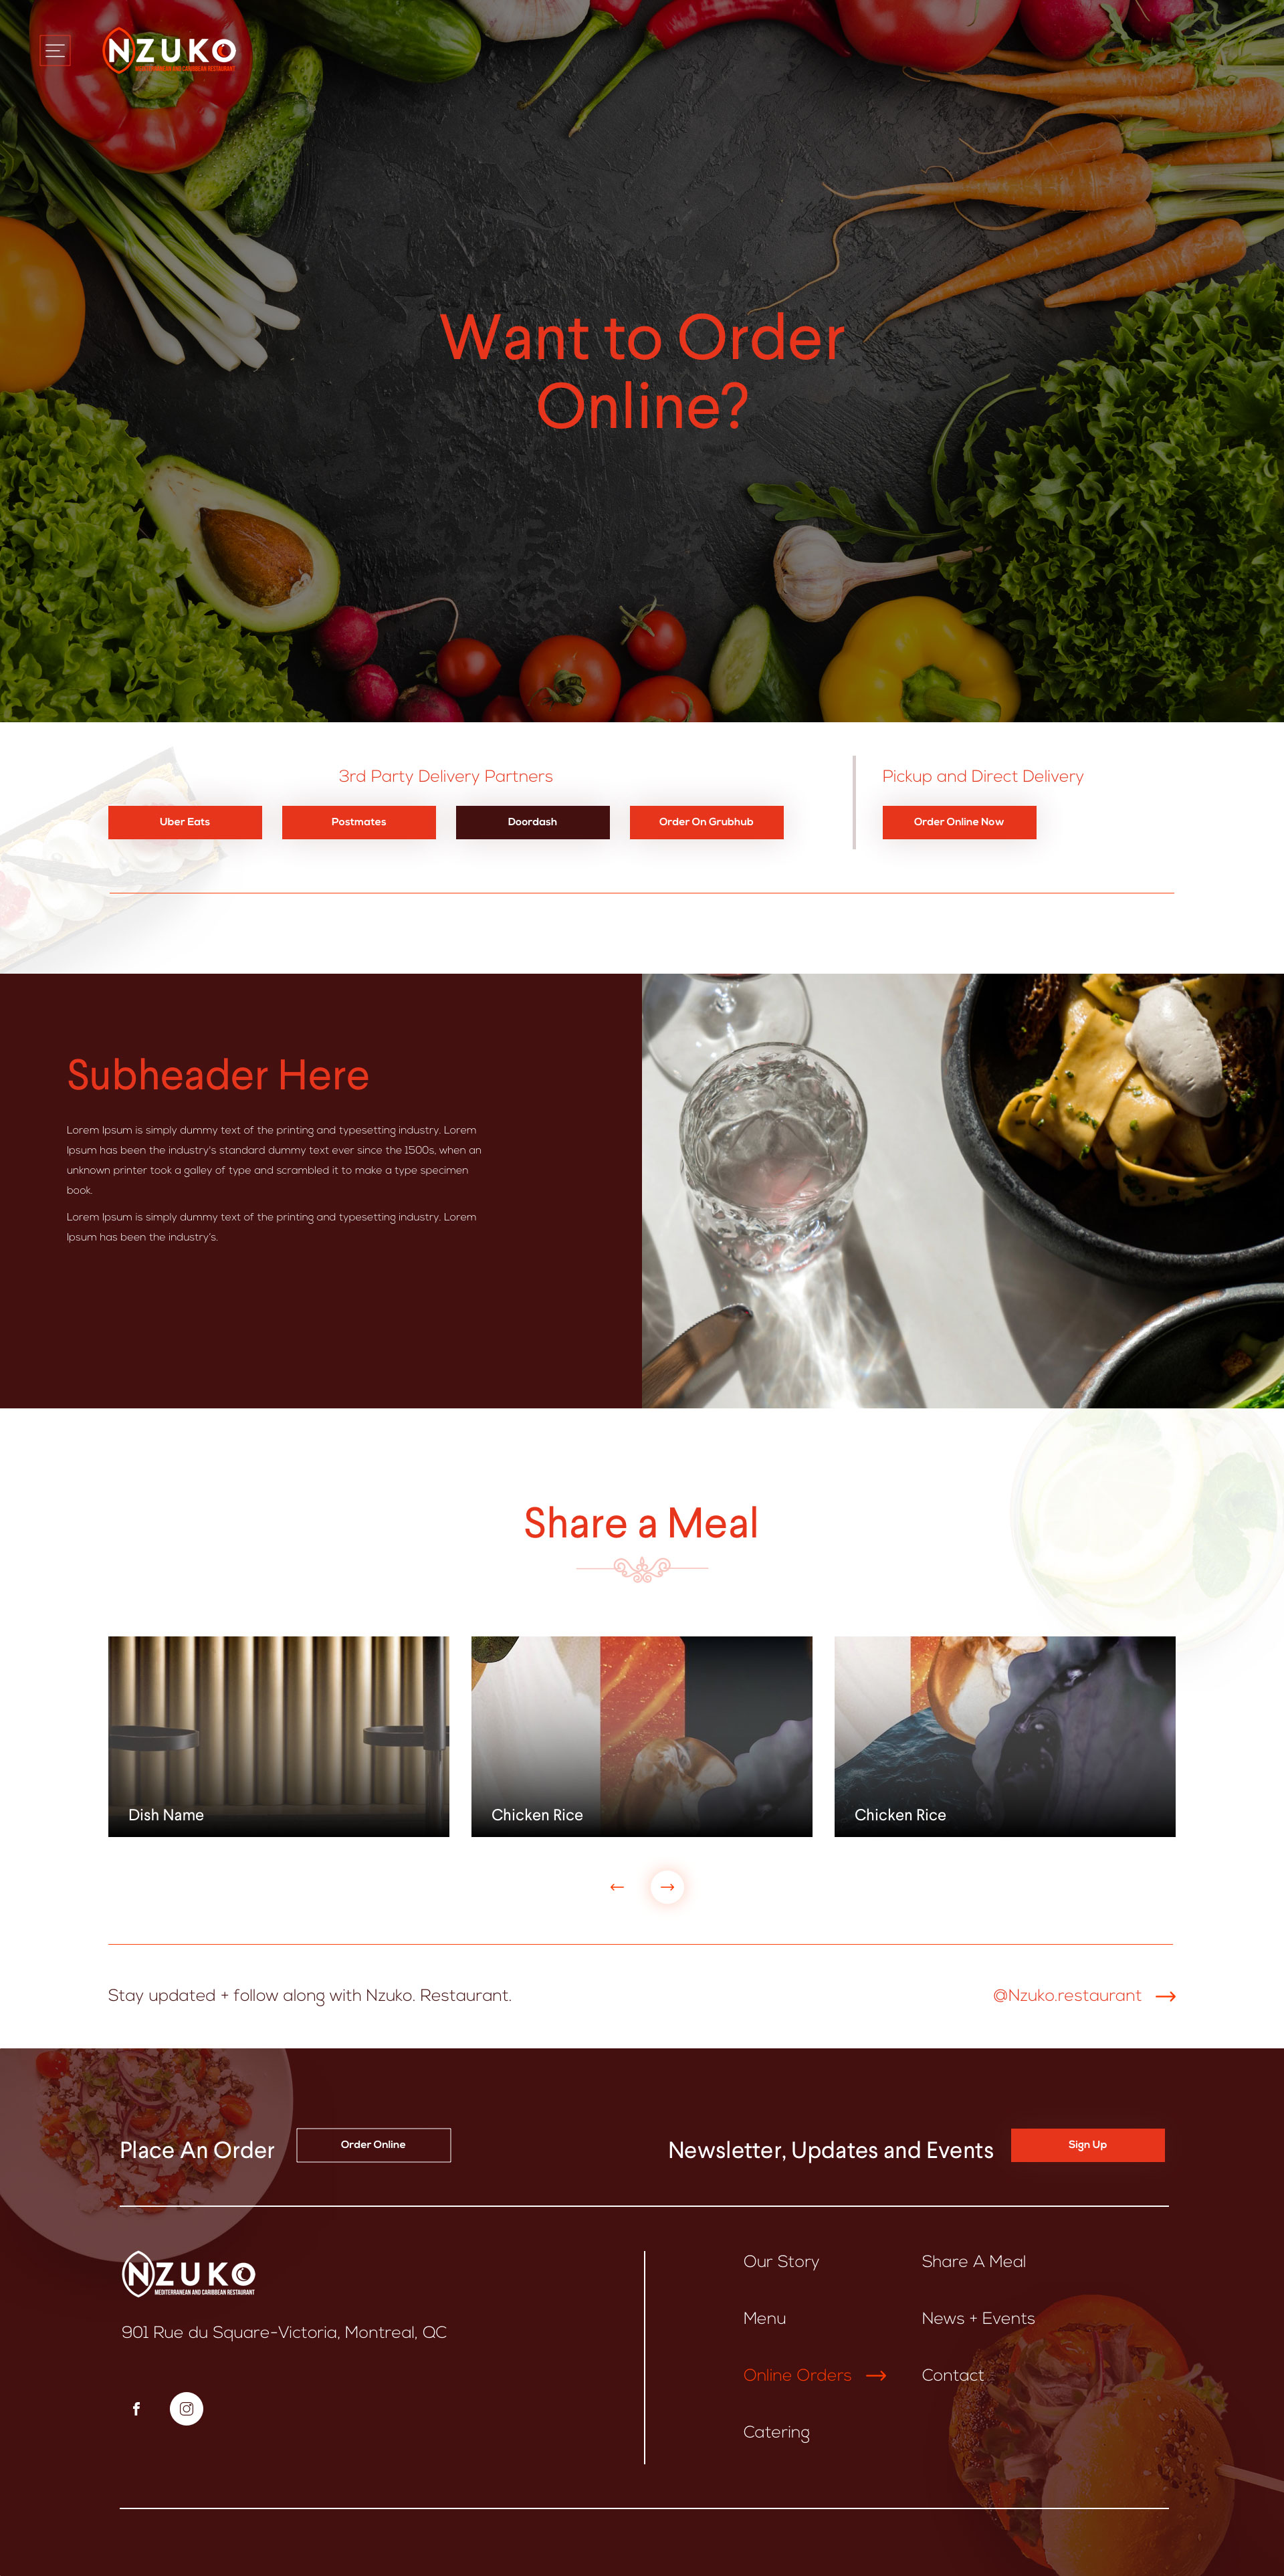 NZUKO
MEDITERRANEAN AND CARIBBEAN RESTAURANT
Want to Order
Online?
3rd Party Delivery Partners
Uber Eats
Postmates
Doordash
Order On Grubhub
Pickup and Direct Delivery
Order Online Now
Subheader Here
Lorem Ipsum is simply dummy text of the printing and typesetting industry. Lorem
Ipsum has been the industry's standard dummy text ever since the 1500s, when an
unknown printer took a galley of type and scrambled it to make a type specimen
book.
Lorem Ipsum is simply dummy text of the printing and typesetting industry. Lorem
Ipsum has been the industry's.
Share a Meal
Dish Name
Chicken Rice
Chicken Rice
Stay updated + follow along with Nzuko. Restaurant.
@Nzuko.restaurant
Place An Order
Order Online
Newsletter, Updates and Events
Sign Up
NZUKO
MEDITERRANEAN AND CARIBBEAN RESTAURANT
901 Rue du Square-Victoria, Montreal, QC
Our Story
Share A Meal
Menu
News + Events
Online Orders
Contact
Catering